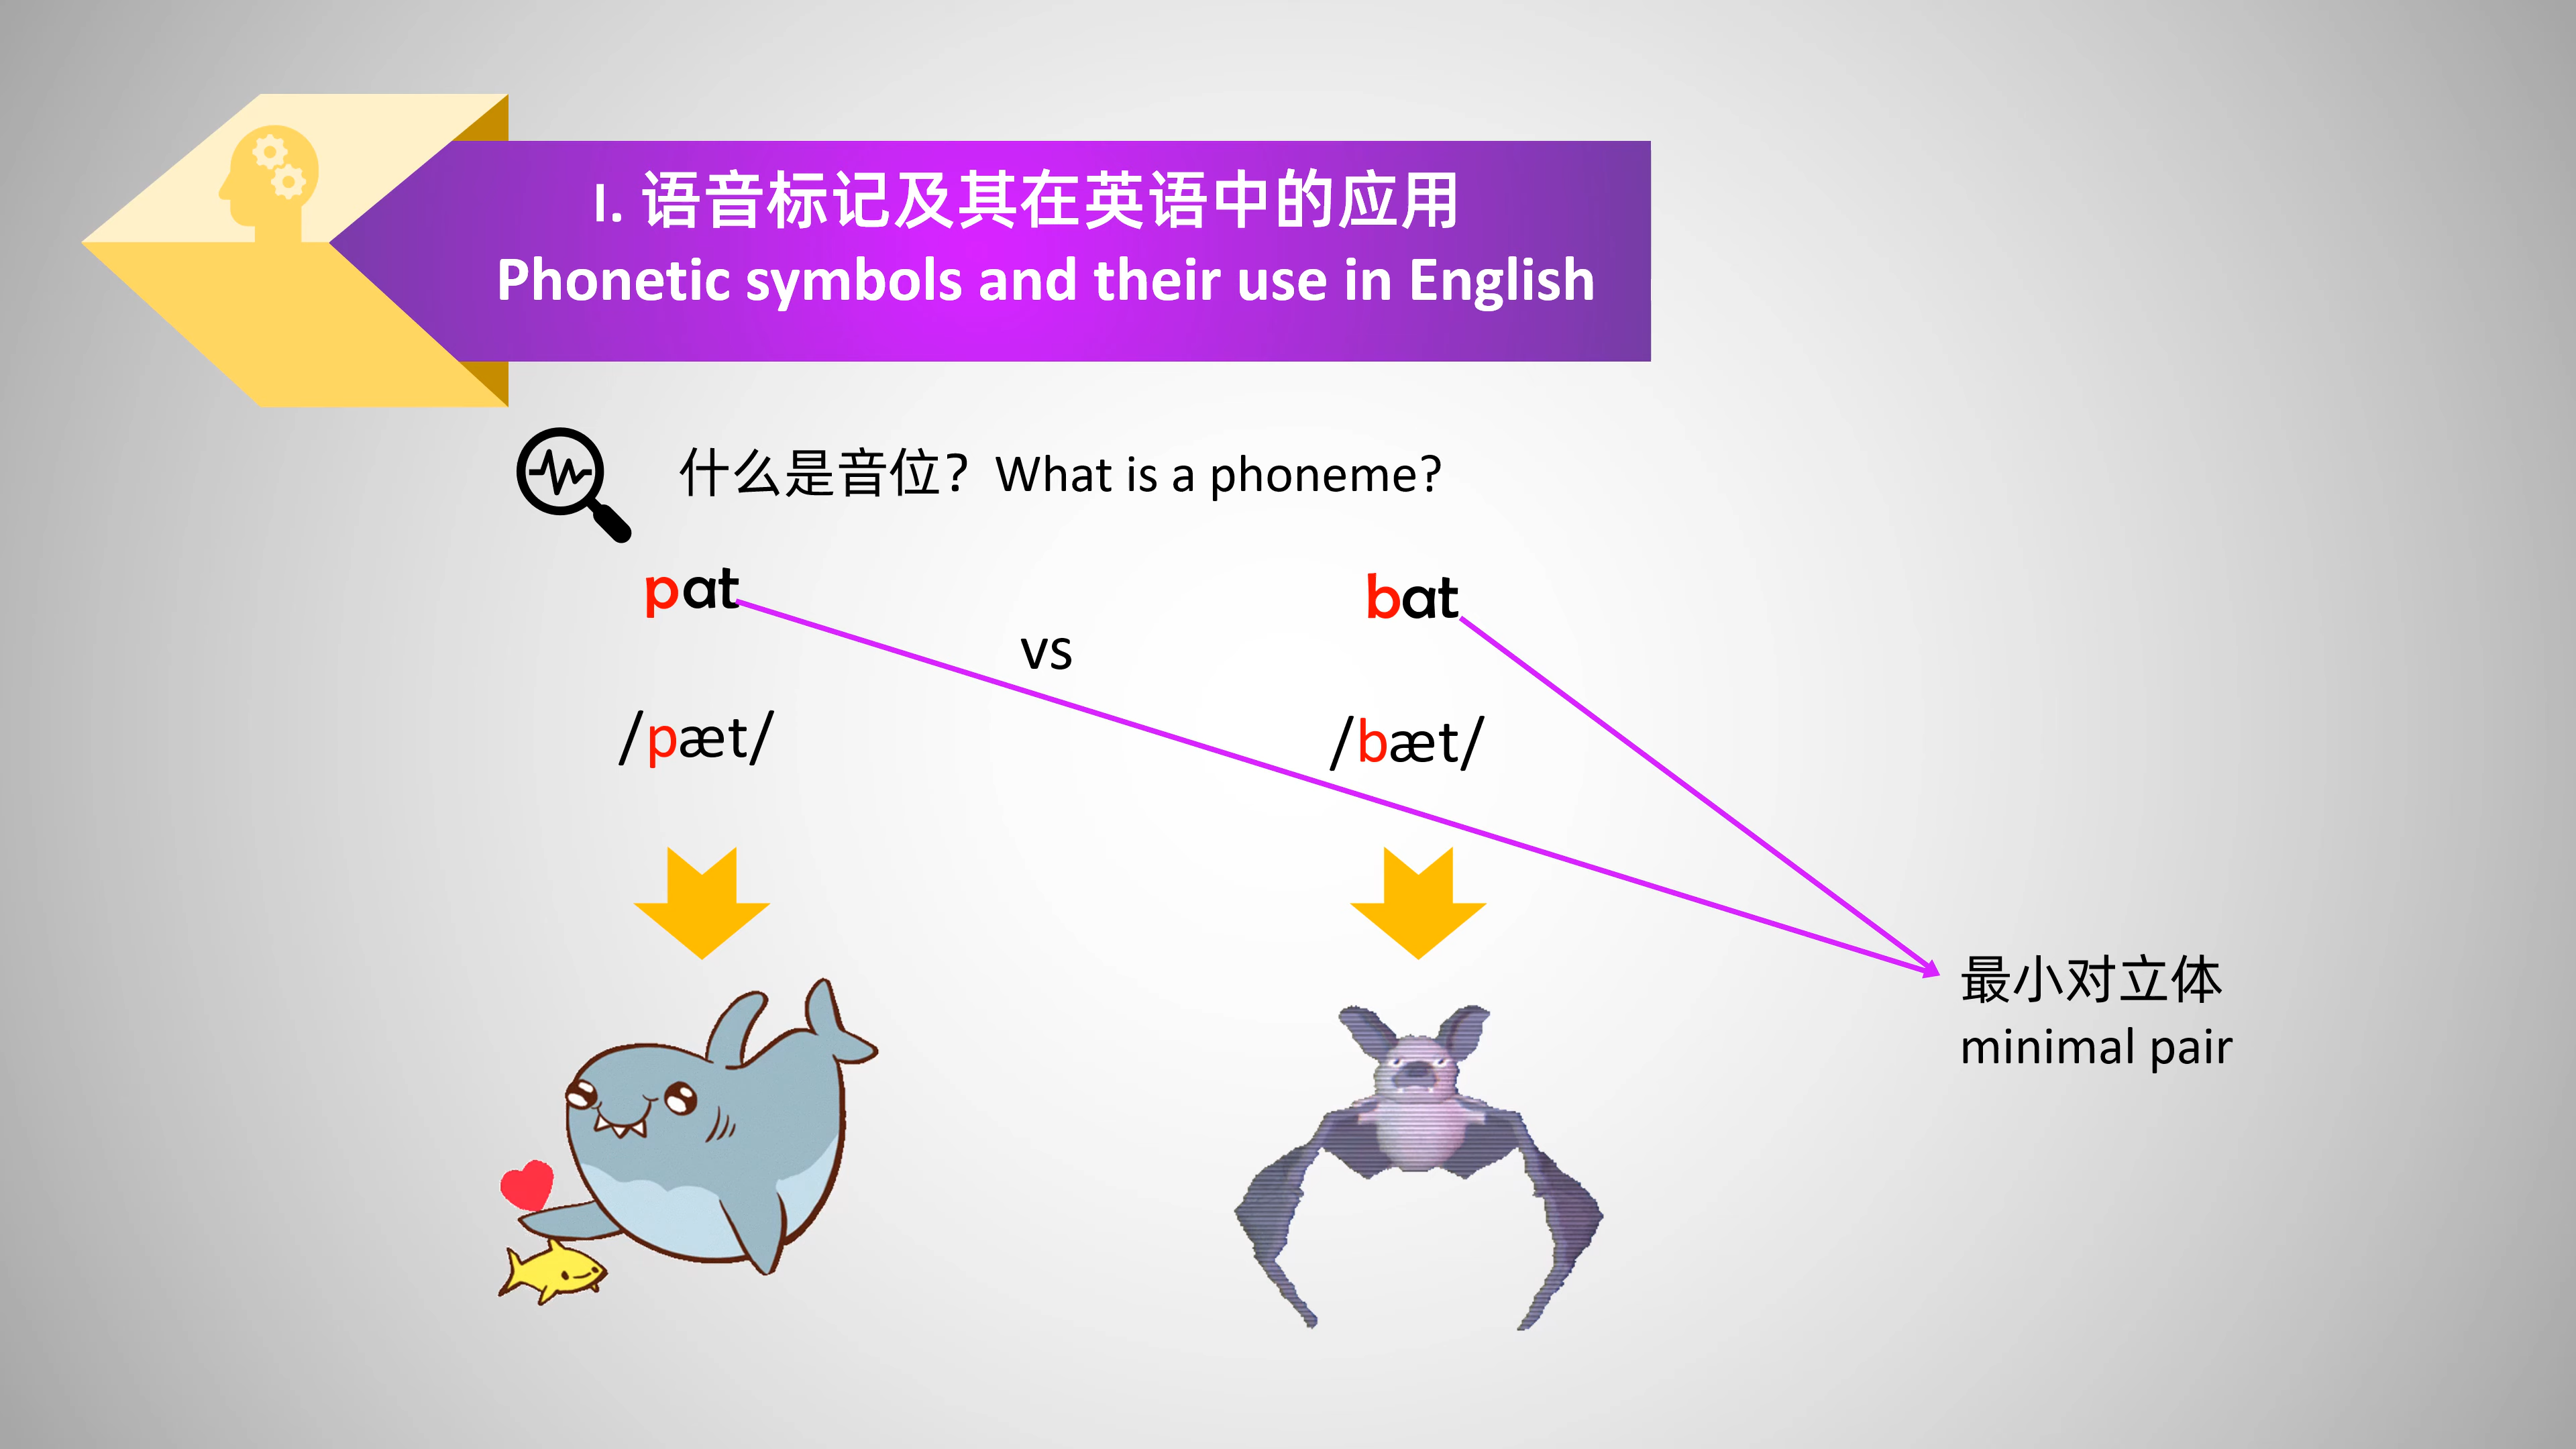 I. 语音标记及其在英语中的应用
Phonetic symbols and their use in English
什么是音位？What is a phoneme?
pat
bat
vs
/pæt/
/bæt/
最小对立体
minimal pair